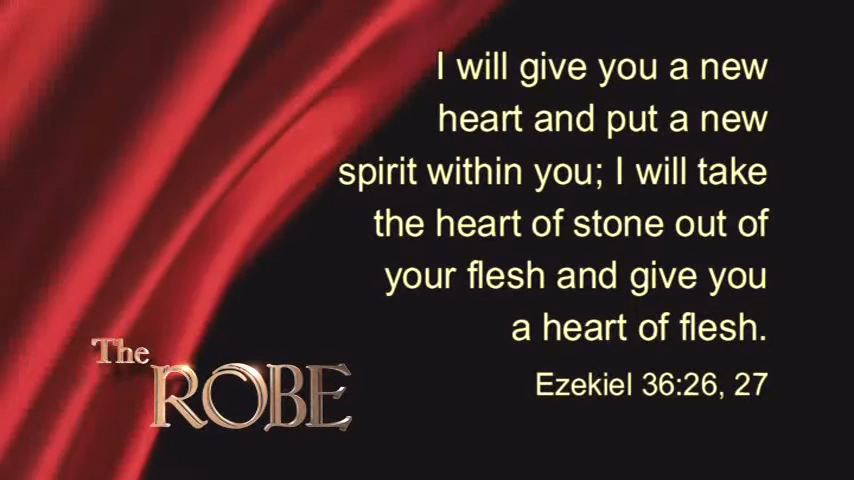 I will give you a new
heart and put a new
spirit within you; I will take
the heart of stone out of
your flesh and give you
a heart of flesh.
Ezekiel 36:26, 27
The
ROBE